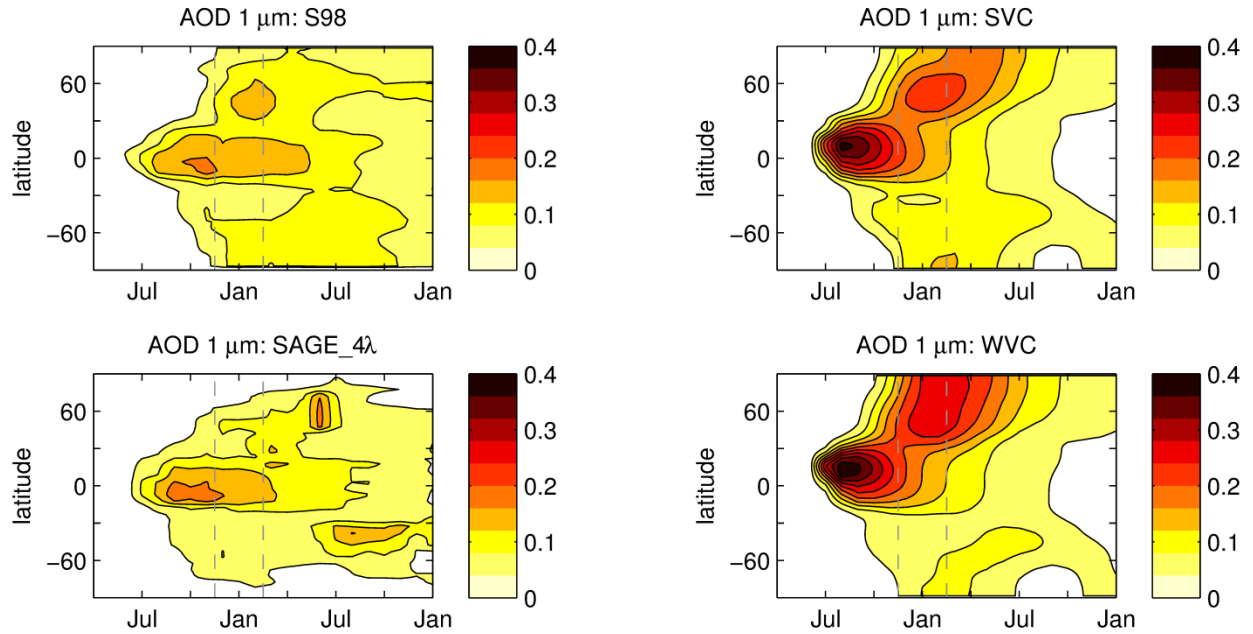 AOD 1 μm: S98
latitude
60
0
−60
Jul Jan Jul Jan
0.4
0.3
0.2
0.1
0
AOD 1 μm: SVC
latitude
60
0
−60
Jul Jan Jul Jan
0.4
0.3
0.2
0.1
0
AOD 1 μm: SAGE_4λ
latitude
60
0
−60
Jul Jan Jul Jan
0.4
0.3
0.2
0.1
0
AOD 1 μm: WVC
latitude
60
0
−60
Jul Jan Jul Jan
0.4
0.3
0.2
0.1
0